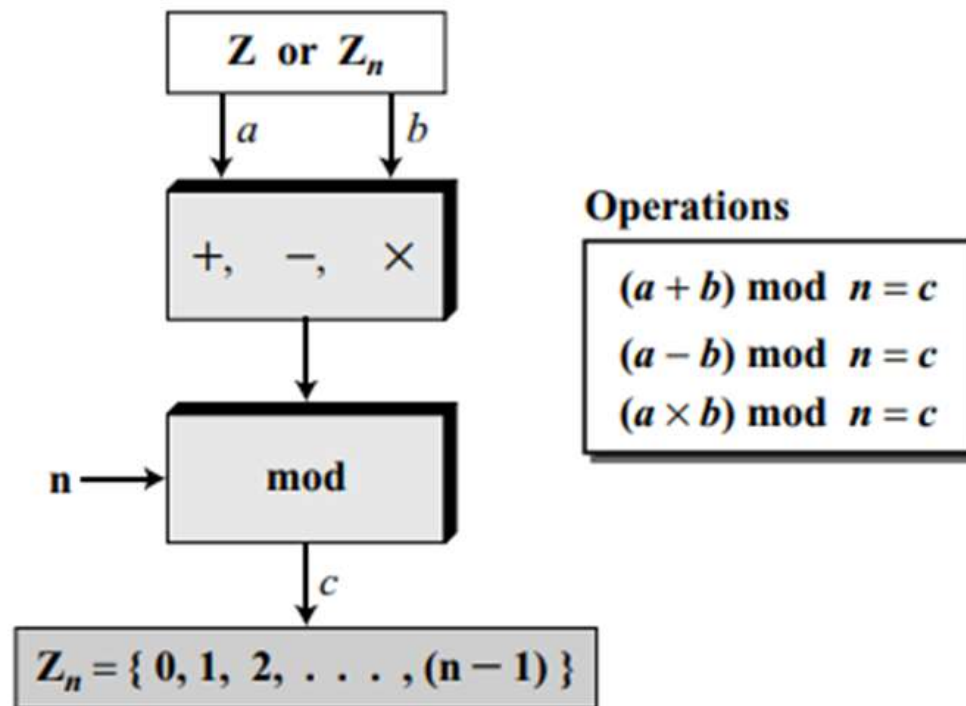 Z or Zn
a b
+, −, ×
Operations
(a + b) mod n = c
(a − b) mod n = c
(a × b) mod n = c
n
mod
c
Zn = { 0, 1, 2, . . . , (n − 1) }